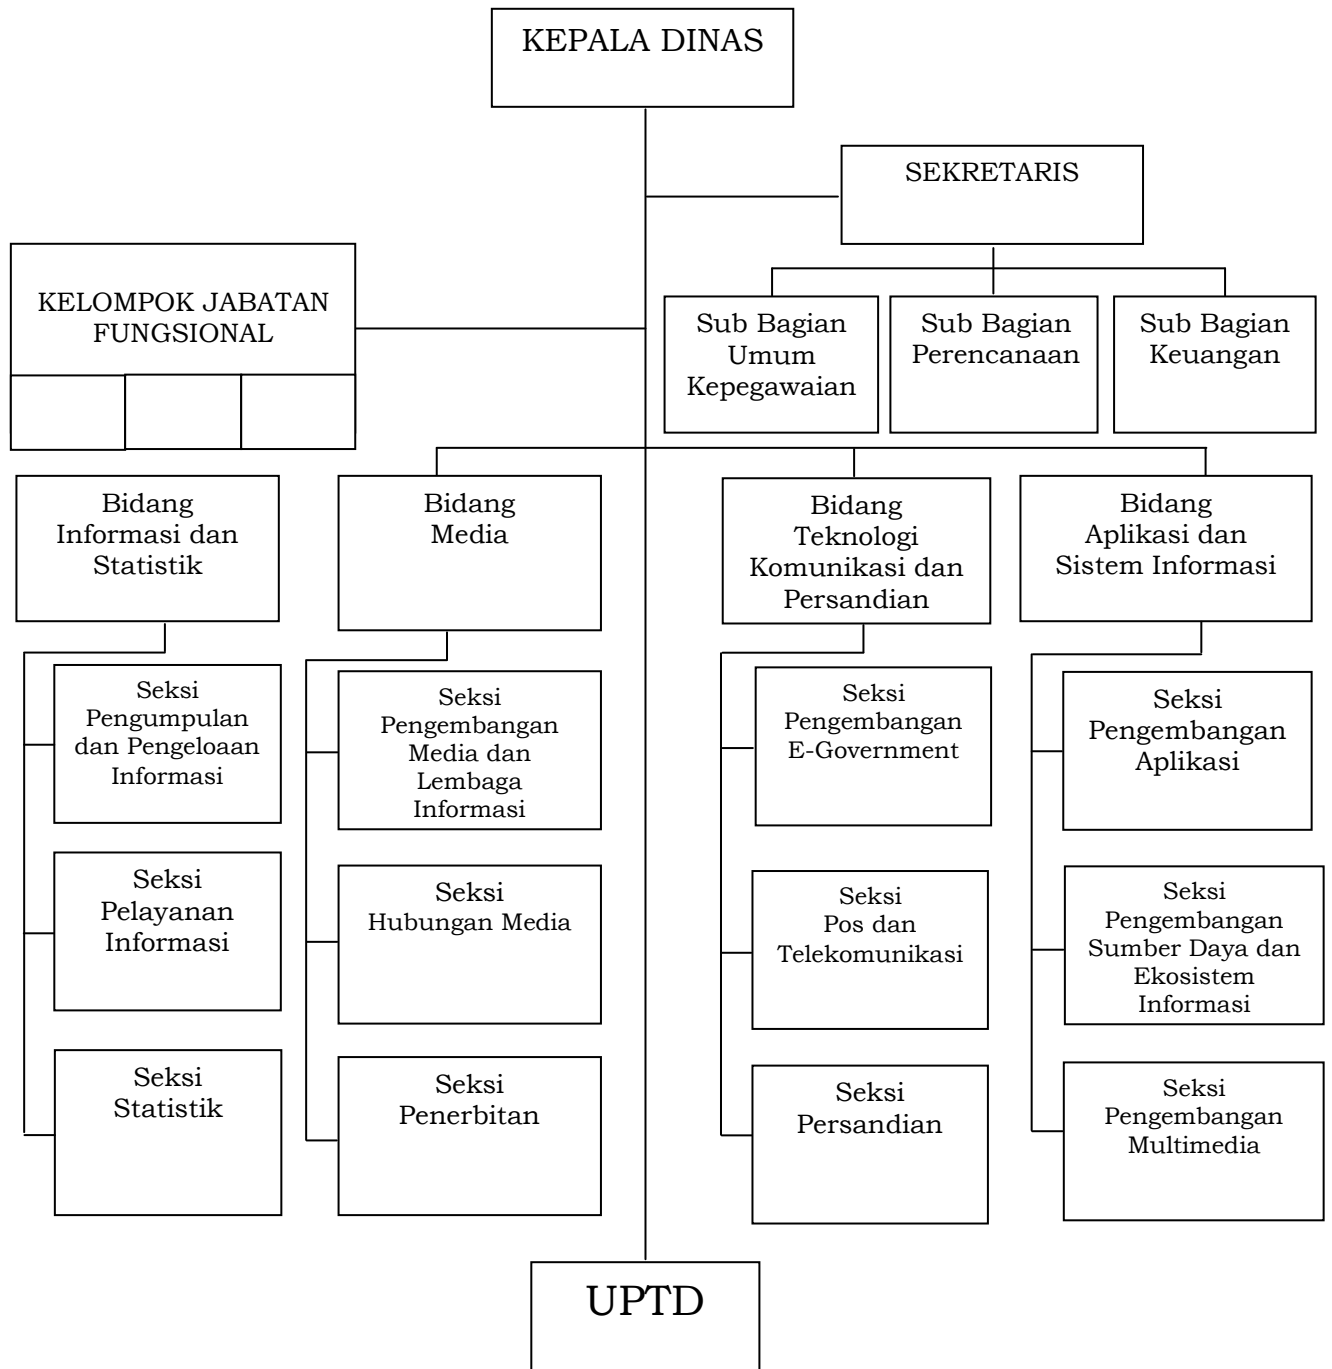 KEPALA DINAS
SEKRETARIS
KELOMPOK JABATAN
FUNGSIONAL
Sub Bagian
Umum
Kepegawaian
Sub Bagian
Perencanaan
Sub Bagian
Keuangan
Bidang
Informasi dan
Statistik
Bidang
Media
Bidang
Teknologi
Komunikasi dan
Persandian
Bidang
Aplikasi dan
Sistem Informasi
Seksi
Pengumpulan
dan Pengeloaan
Informasi
Seksi
Pengembangan
Media dan
Lembaga
Informasi
Seksi
Pengembangan
E-Government
Seksi
Pengembangan
Aplikasi
Seksi
Pelayanan
Informasi
Seksi
Hubungan Media
Seksi
Pos dan
Telekomunikasi
Seksi
Pengembangan
Sumber Daya dan
Ekosistem
Informasi
Seksi
Statistik
Seksi
Penerbitan
Seksi
Persandian
Seksi
Pengembangan
Multimedia
UPTD